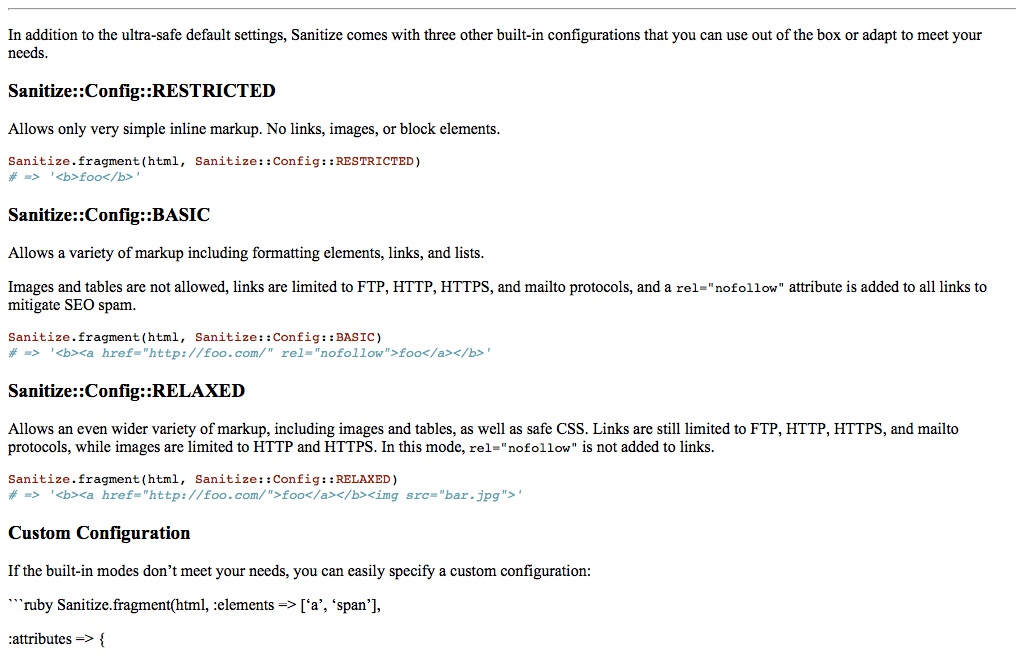 In addition to the ultra-safe default settings, Sanitize comes with three other built-in configurations that you can use out of the box or adapt to meet your
needs.
Sanitize::Config::RESTRICTED
Allows only very simple inline markup. No links, images, or block elements.
Sanitize.fragment(html, Sanitize::Config::RESTRICTED)
# => '<b>foo</b>'
Sanitize::Config::BASIC
Allows a variety of markup including formatting elements, links, and lists.
Images and tables are not allowed, links are limited to FTP, HTTP, HTTPS, and mailto protocols, and a rel="nofollow" attribute is added to all links to
mitigate SEO spam.
Sanitize.fragment(html, Sanitize::Config::BASIC)
# => '<b><a href="http://foo.com/" rel="nofollow">foo</a></b>'
Sanitize::Config::RELAXED
Allows an even wider variety of markup, including images and tables, as well as safe CSS. Links are still limited to FTP, HTTP, HTTPS, and mailto
protocols, while images are limited to HTTP and HTTPS. In this mode, rel="nofollow" is not added to links.
Sanitize.fragment(html, Sanitize::Config::RELAXED)
# => '<b><a href="http://foo.com/">foo</a></b><img src="bar.jpg">'
Custom Configuration
If the built-in modes don’t meet your needs, you can easily specify a custom configuration:
```ruby Sanitize.fragment(html, :elements => [‘a’, ‘span’],
:attributes => {